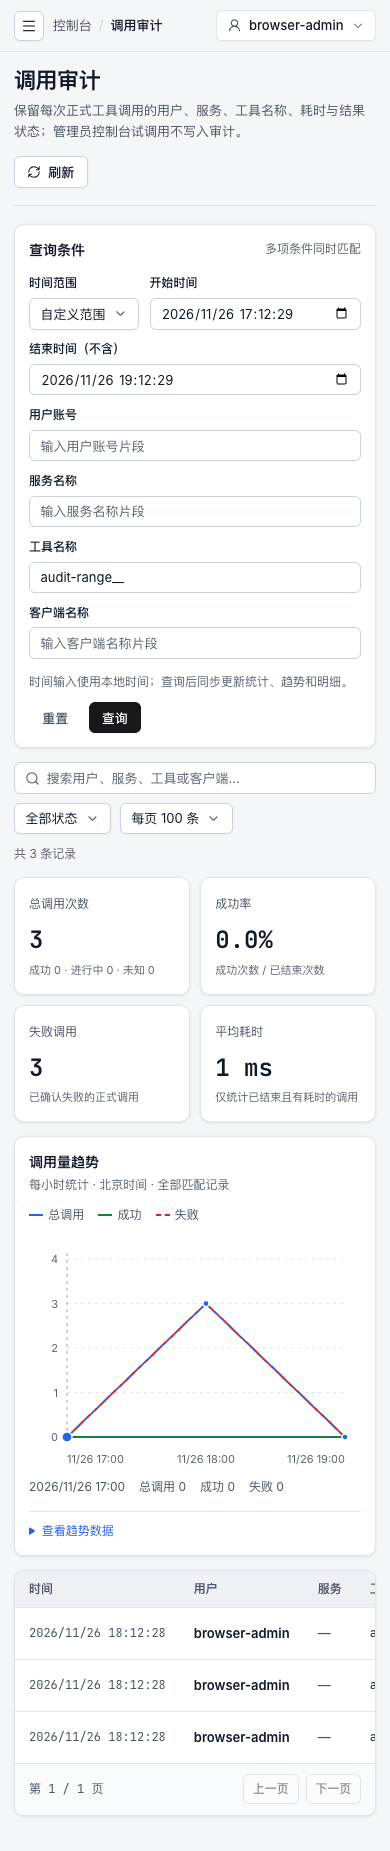 控制台 / 调用审计
browser-admin
调用审计
保留每次正式工具调用的用户、服务、工具名称、耗时与结果
状态；管理员控制台试调用不写入审计。
刷新
查询条件
多项条件同时匹配
时间范围
开始时间
自定义范围
2026/11/26 17:12:29
结束时间（不含）
2026/11/26 19:12:29
用户账号
输入用户账号片段
服务名称
输入服务名称片段
工具名称
audit-range__
客户端名称
输入客户端名称片段
时间输入使用本地时间；查询后同步更新统计、趋势和明细。
重置
查询
搜索用户、服务、工具或客户端...
全部状态
每页 100 条
共 3 条记录
总调用次数
3
成功 0 · 进行中 0 · 未知 0
成功率
0.0%
成功次数 / 已结束次数
失败调用
3
已确认失败的正式调用
平均耗时
1 ms
仅统计已结束且有耗时的调用
调用量趋势
每小时统计 · 北京时间 · 全部匹配记录
总调用 成功 失败
4
3
2
1
0
11/26 17:00 11/26 18:00 11/26 19:00
2026/11/26 17:00 总调用 0 成功 0 失败 0
查看趋势数据
时间 用户 服务
2026/11/26 18:12:28 browser-admin —
2026/11/26 18:12:28 browser-admin —
2026/11/26 18:12:28 browser-admin —
第 1 / 1 页
上一页
下一页